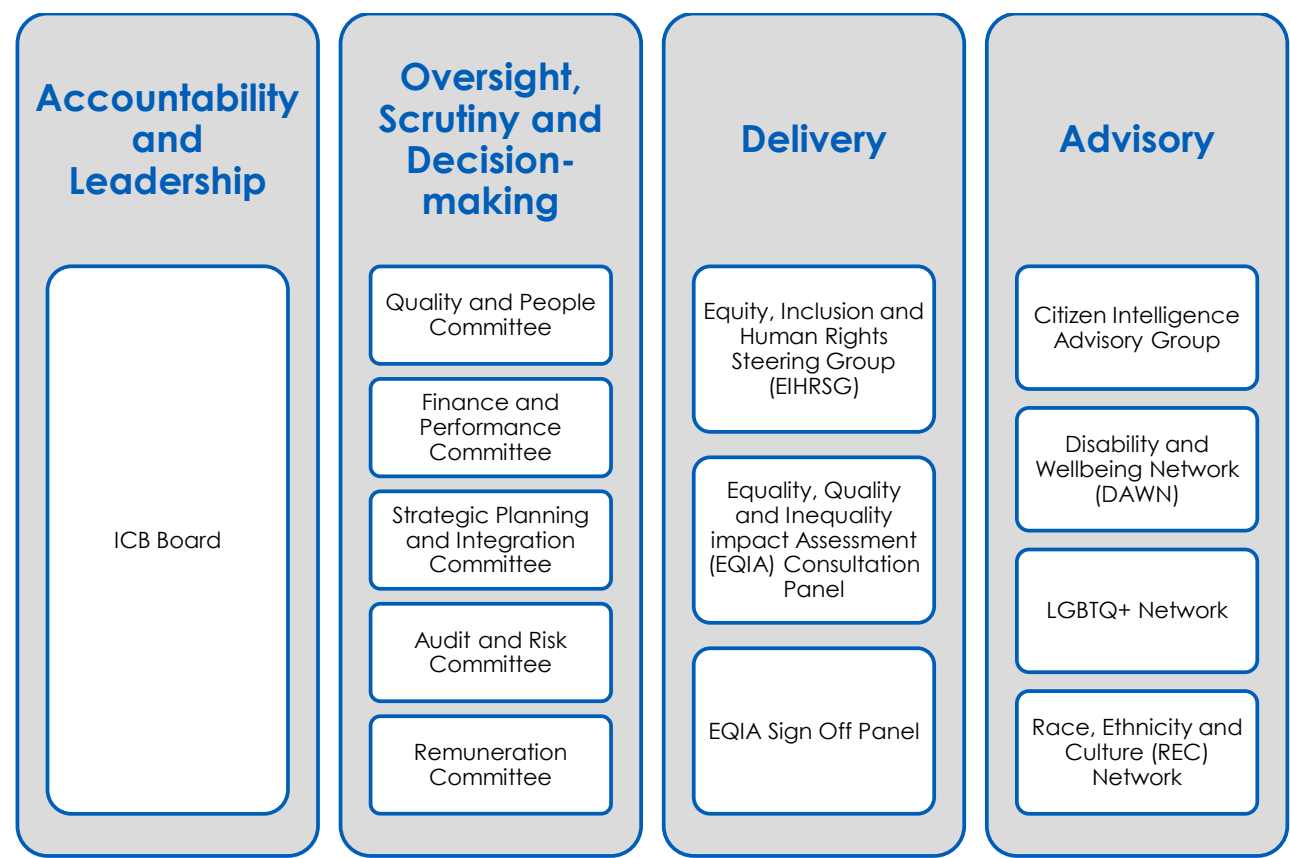 Accountability
and
Leadership
ICB Board
Oversight,
Scrutiny and
Decision-
making
Quality and People
Committee
Finance and
Performance
Committee
Strategic Planning
and Integration
Committee
Audit and Risk
Committee
Remuneration
Committee
Delivery
Equity, Inclusion and
Human Rights
Steering Group
(EIHRSG)
Equality, Quality
and Inequality
impact Assessment
(EQIA) Consultation
Panel
EQIA Sign Off Panel
Advisory
Citizen Intelligence
Advisory Group
Disability and
Wellbeing Network
(DAWN)
LGBTQ+ Network
Race, Ethnicity and
Culture (REC)
Network